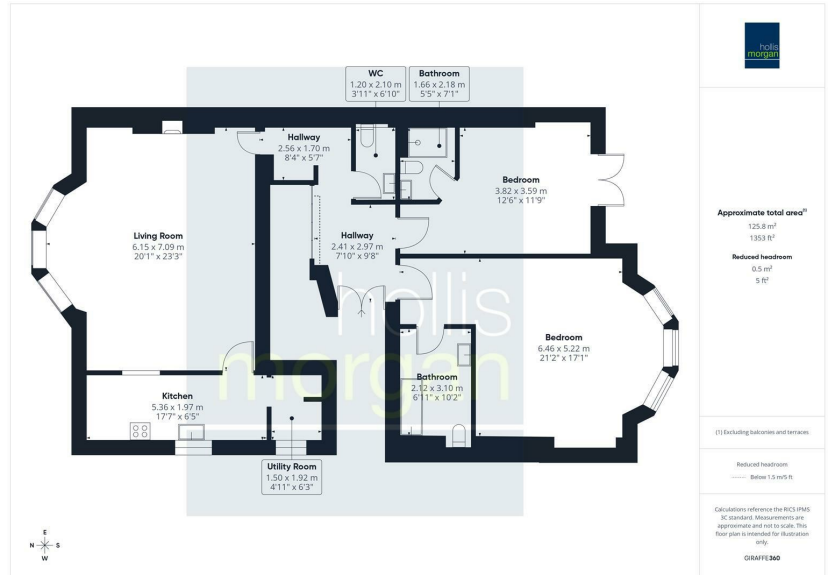 hollis
morgan
WC
1.20 x 2.10 m
3'11" x 6'10"
Bathroom
1.66 x 2.18 m
5'5" x 7'1"
Hallway
2.56 x 1.70 m
8'4" x 5'7"
Bedroom
3.82 x 3.59 m
12'6" x 11'9"
Living Room
6.15 x 7.09 m
20'1" x 23'3"
Hallway
2.41 x 2.97 m
7'10" x 9'8"
hollis
morgan
Bedroom
6.46 x 5.22 m
21'2" x 17'1"
Bathroom
2.12 x 3.10 m
6'11" x 10'2"
Kitchen
5.36 x 1.97 m
17'7" x 6'5"
Utility Room
1.50 x 1.92 m
4'11" x 6'3"
E
N S
W
Approximate total area(1)
125.8 m²
1353 ft²
Reduced headroom
0.5 m²
5 ft²
(1) Excluding balconies and terraces
Reduced headroom
Below 1.5 m/5 ft
Calculations reference the RICS IPMS
3C standard. Measurements are
approximate and not to scale. This
floor plan is intended for illustration
only.
GIRAFFE360